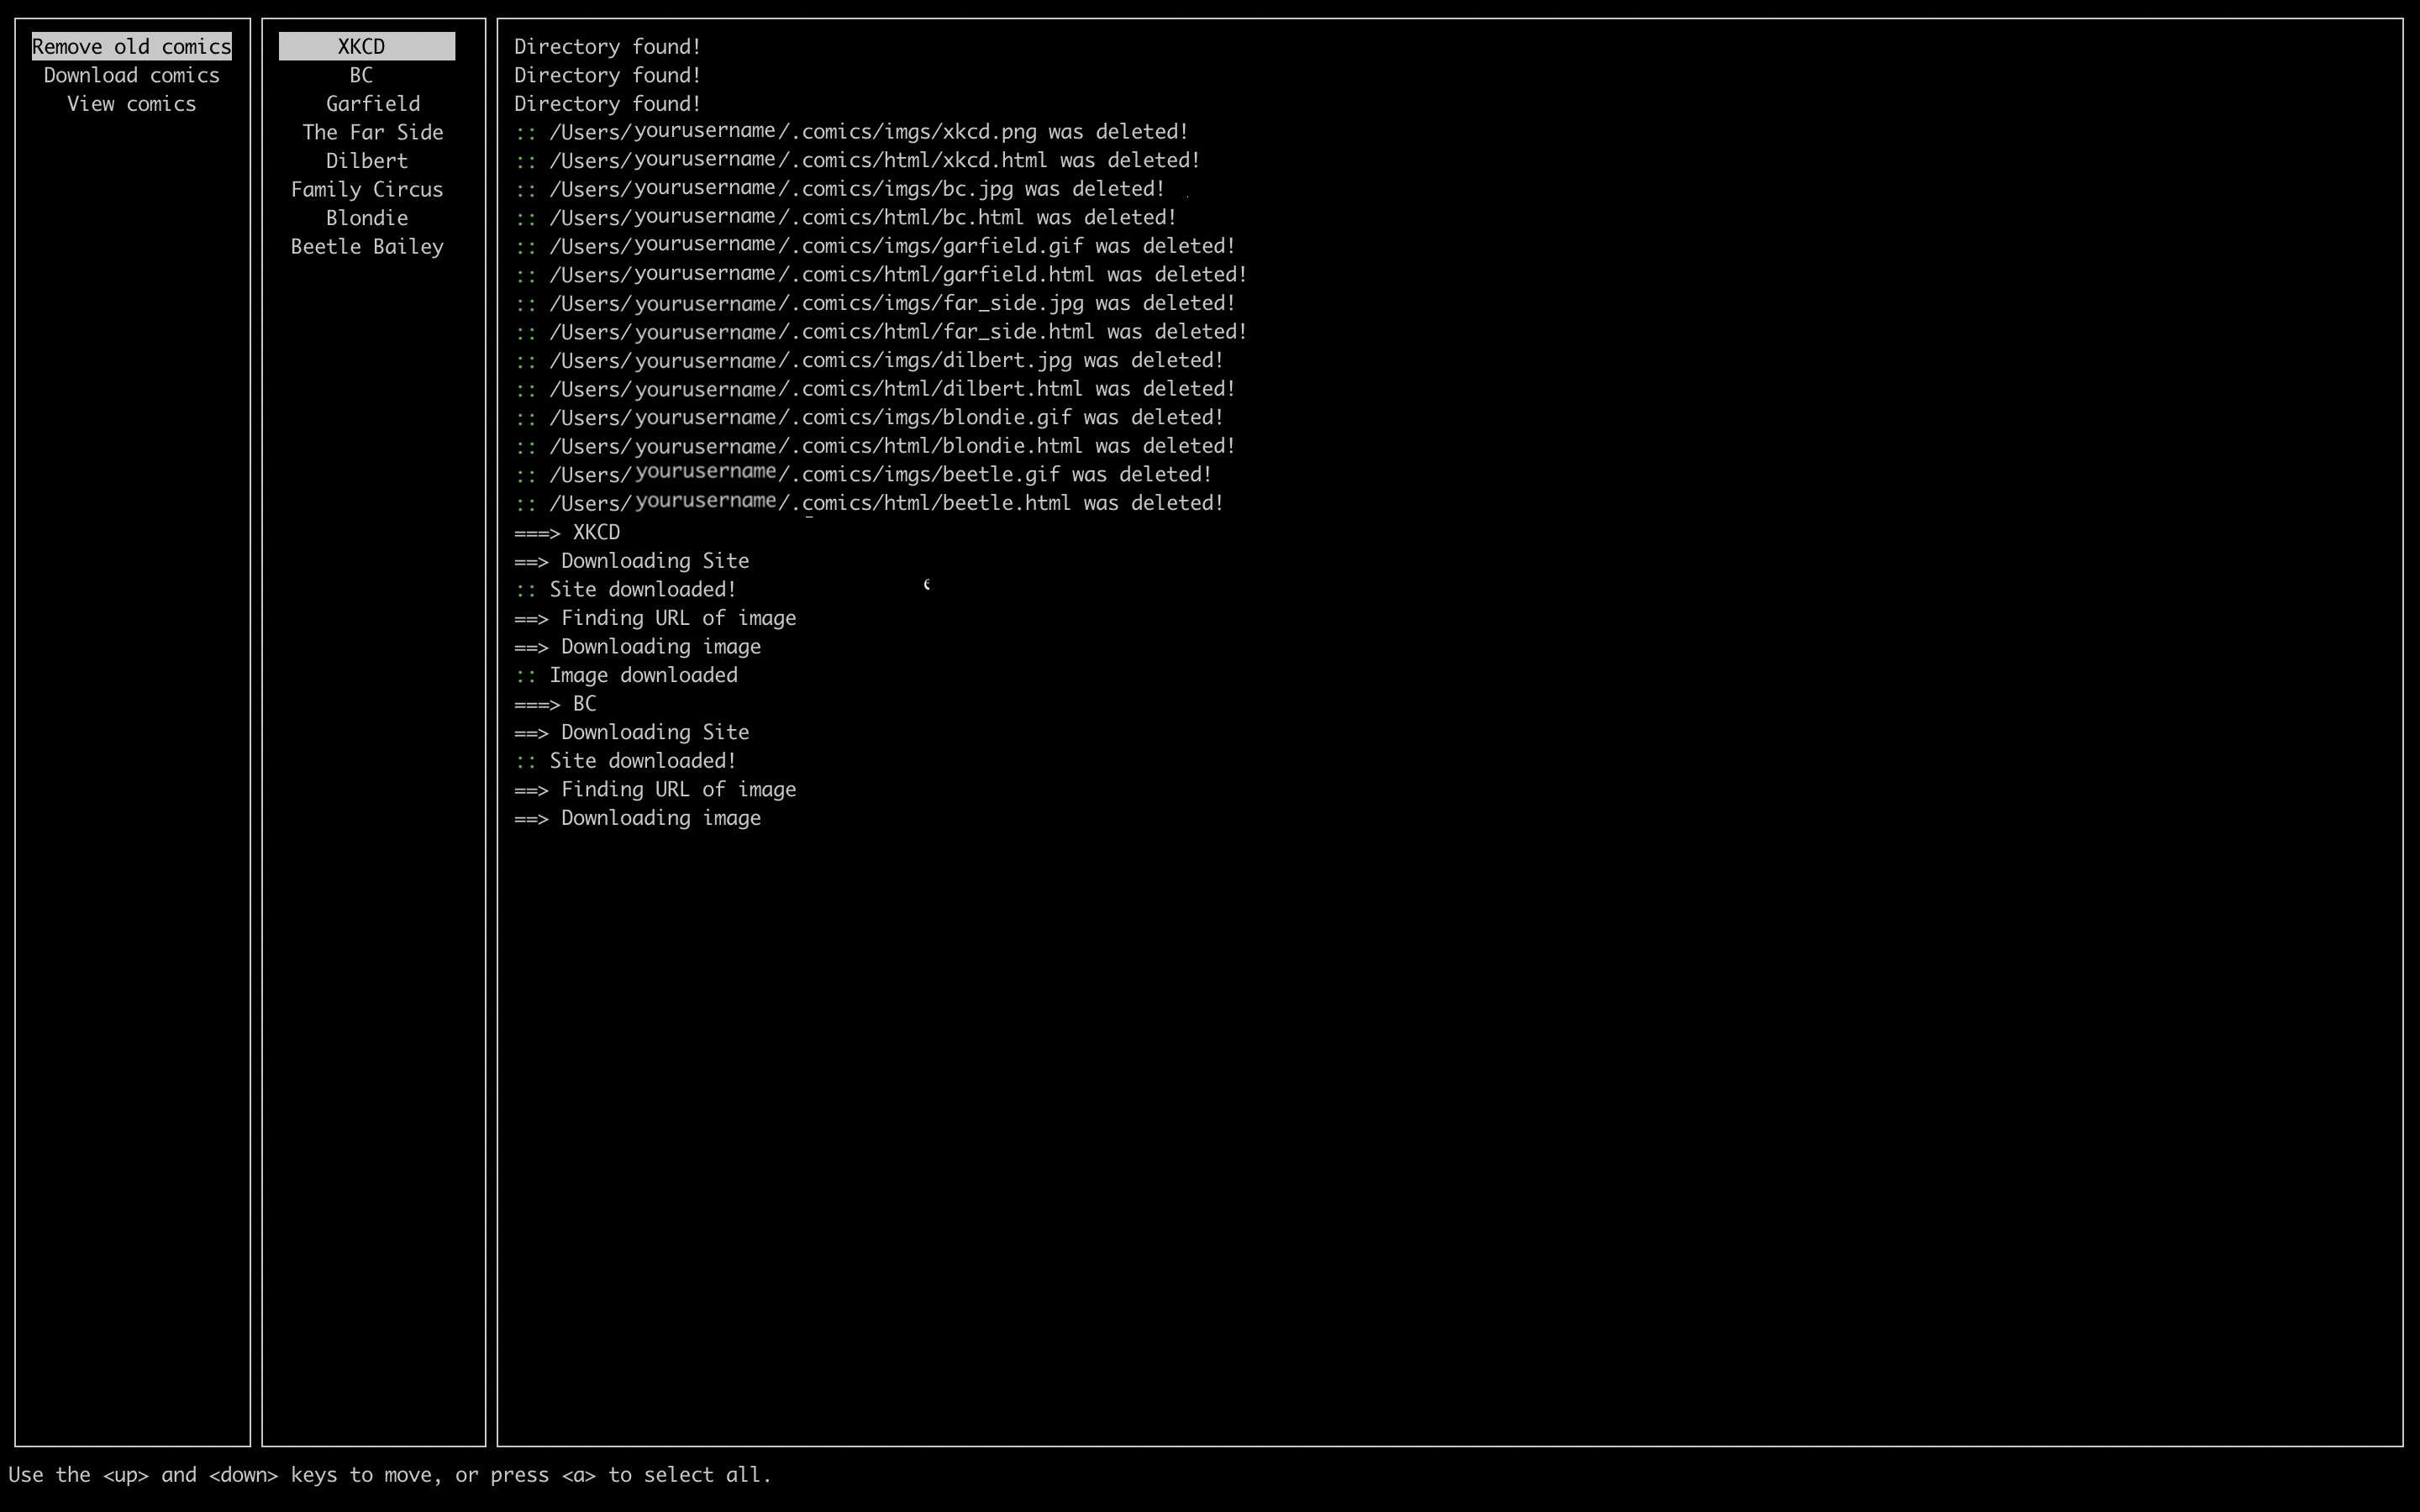 Remove old comics
Download comics
View comics
XKCD
BC
Garfield
The Far Side
Dilbert
Family Circus
Blondie
Beetle Bailey
Directory found!
Directory found!
Directory found!
:: /Users/yourusername/.comics/imgs/xkcd.png was deleted!
:: /Users/yourusername/.comics/html/xkcd.html was deleted!
:: /Users/yourusername/.comics/imgs/bc.jpg was deleted!
:: /Users/yourusername/.comics/html/bc.html was deleted!
:: /Users/yourusername/.comics/imgs/garfield.gif was deleted!
:: /Users/yourusername/.comics/html/garfield.html was deleted!
:: /Users/yourusername/.comics/imgs/far_side.jpg was deleted!
:: /Users/yourusername/.comics/html/far_side.html was deleted!
:: /Users/yourusername/.comics/imgs/dilbert.jpg was deleted!
:: /Users/yourusername/.comics/html/dilbert.html was deleted!
:: /Users/yourusername/.comics/imgs/blondie.gif was deleted!
:: /Users/yourusername/.comics/html/blondie.html was deleted!
:: /Users/yourusername/.comics/imgs/beetle.gif was deleted!
:: /Users/yourusername/.comics/html/beetle.html was deleted!
===> XKCD
==> Downloading Site
:: Site downloaded!
==> Finding URL of image
==> Downloading image
:: Image downloaded
===> BC
==> Downloading Site
:: Site downloaded!
==> Finding URL of image
==> Downloading image
Use the <up> and <down> keys to move, or press <a> to select all.